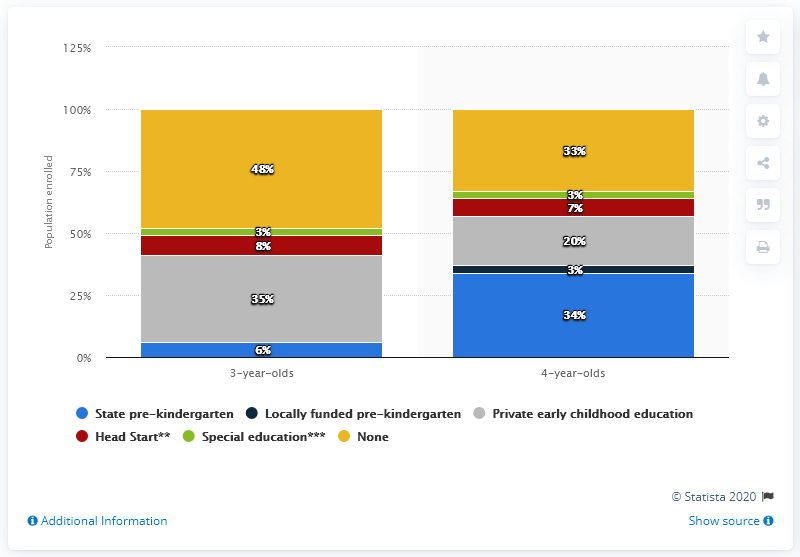 125%
100%
75%
50%
25%
0%
Population enrolled
48%
3%
8%
35%
6%
33%
3%
7%
20%
3%
34%
3-year-olds
4-year-olds
State pre-kindergarten
Locally funded pre-kindergarten
Private early childhood education
Head Start**
Special education***
None
© Statista 2020
Additional Information
Show source